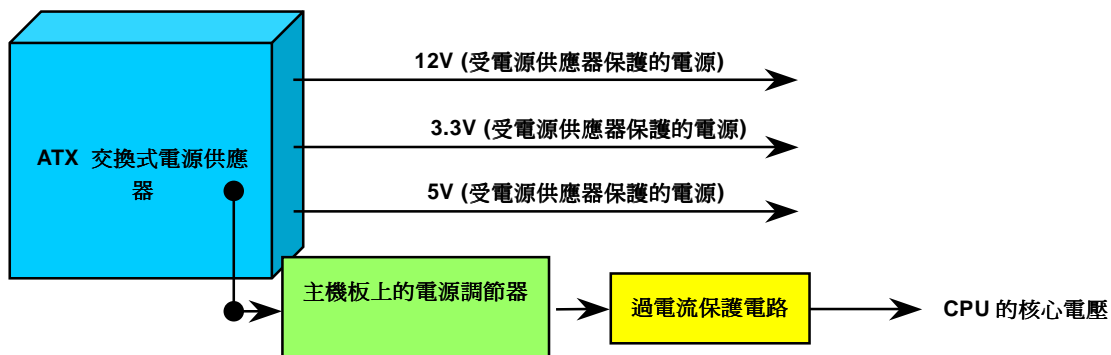 12V (受電源供應器保護的電源)
3.3V (受電源供應器保護的電源)
ATX 交換式電源供應
器
5V (受電源供應器保護的電源)
主機板上的電源調節器
過電流保護電路
CPU 的核心電壓